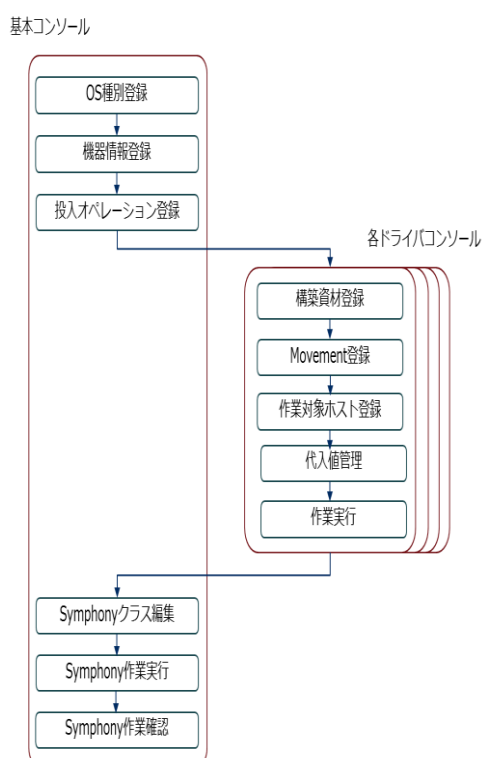 基本コンソール
OS種別登録
機器情報登録
投入オペレーション登録
各ドライバコンソール
構築資材登録
Movement登録
作業対象ホスト登録
代入値管理
作業実行
Symphonyクラス編集
Symphony作業実行
Symphony作業確認